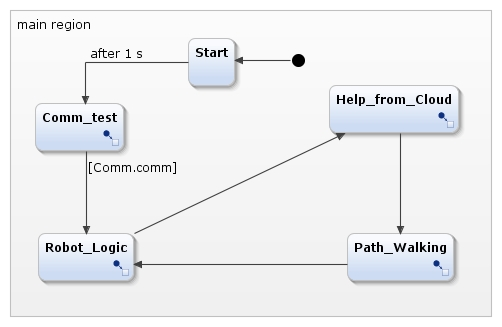 main region
Start
after 1 s
Help_from_Cloud
Comm_test
[Comm.comm]
Robot_Logic
Path_Walking